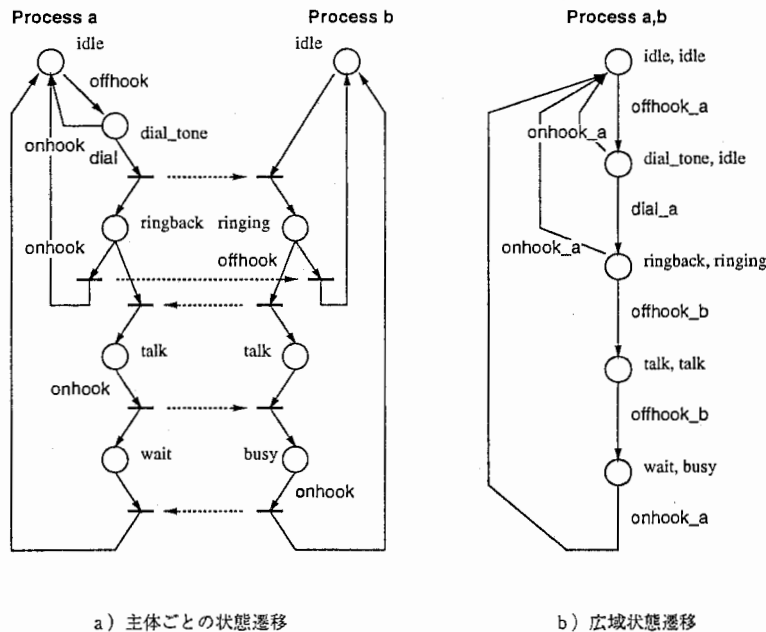 Process a
Process b
idle
idle
offhook
onhook
dial_tone
dial
ringback
ringing
onhook
offhook
talk
talk
onhook
wait
busy
onhook
a）主体ごとの状態遷移
Process a,b
idle, idle
offhook_a
onhook_a
dial_tone, idle
dial_a
onhook_a
ringback, ringing
offhook_b
talk, talk
offhook_b
wait, busy
onhook_a
b）広域状態遷移